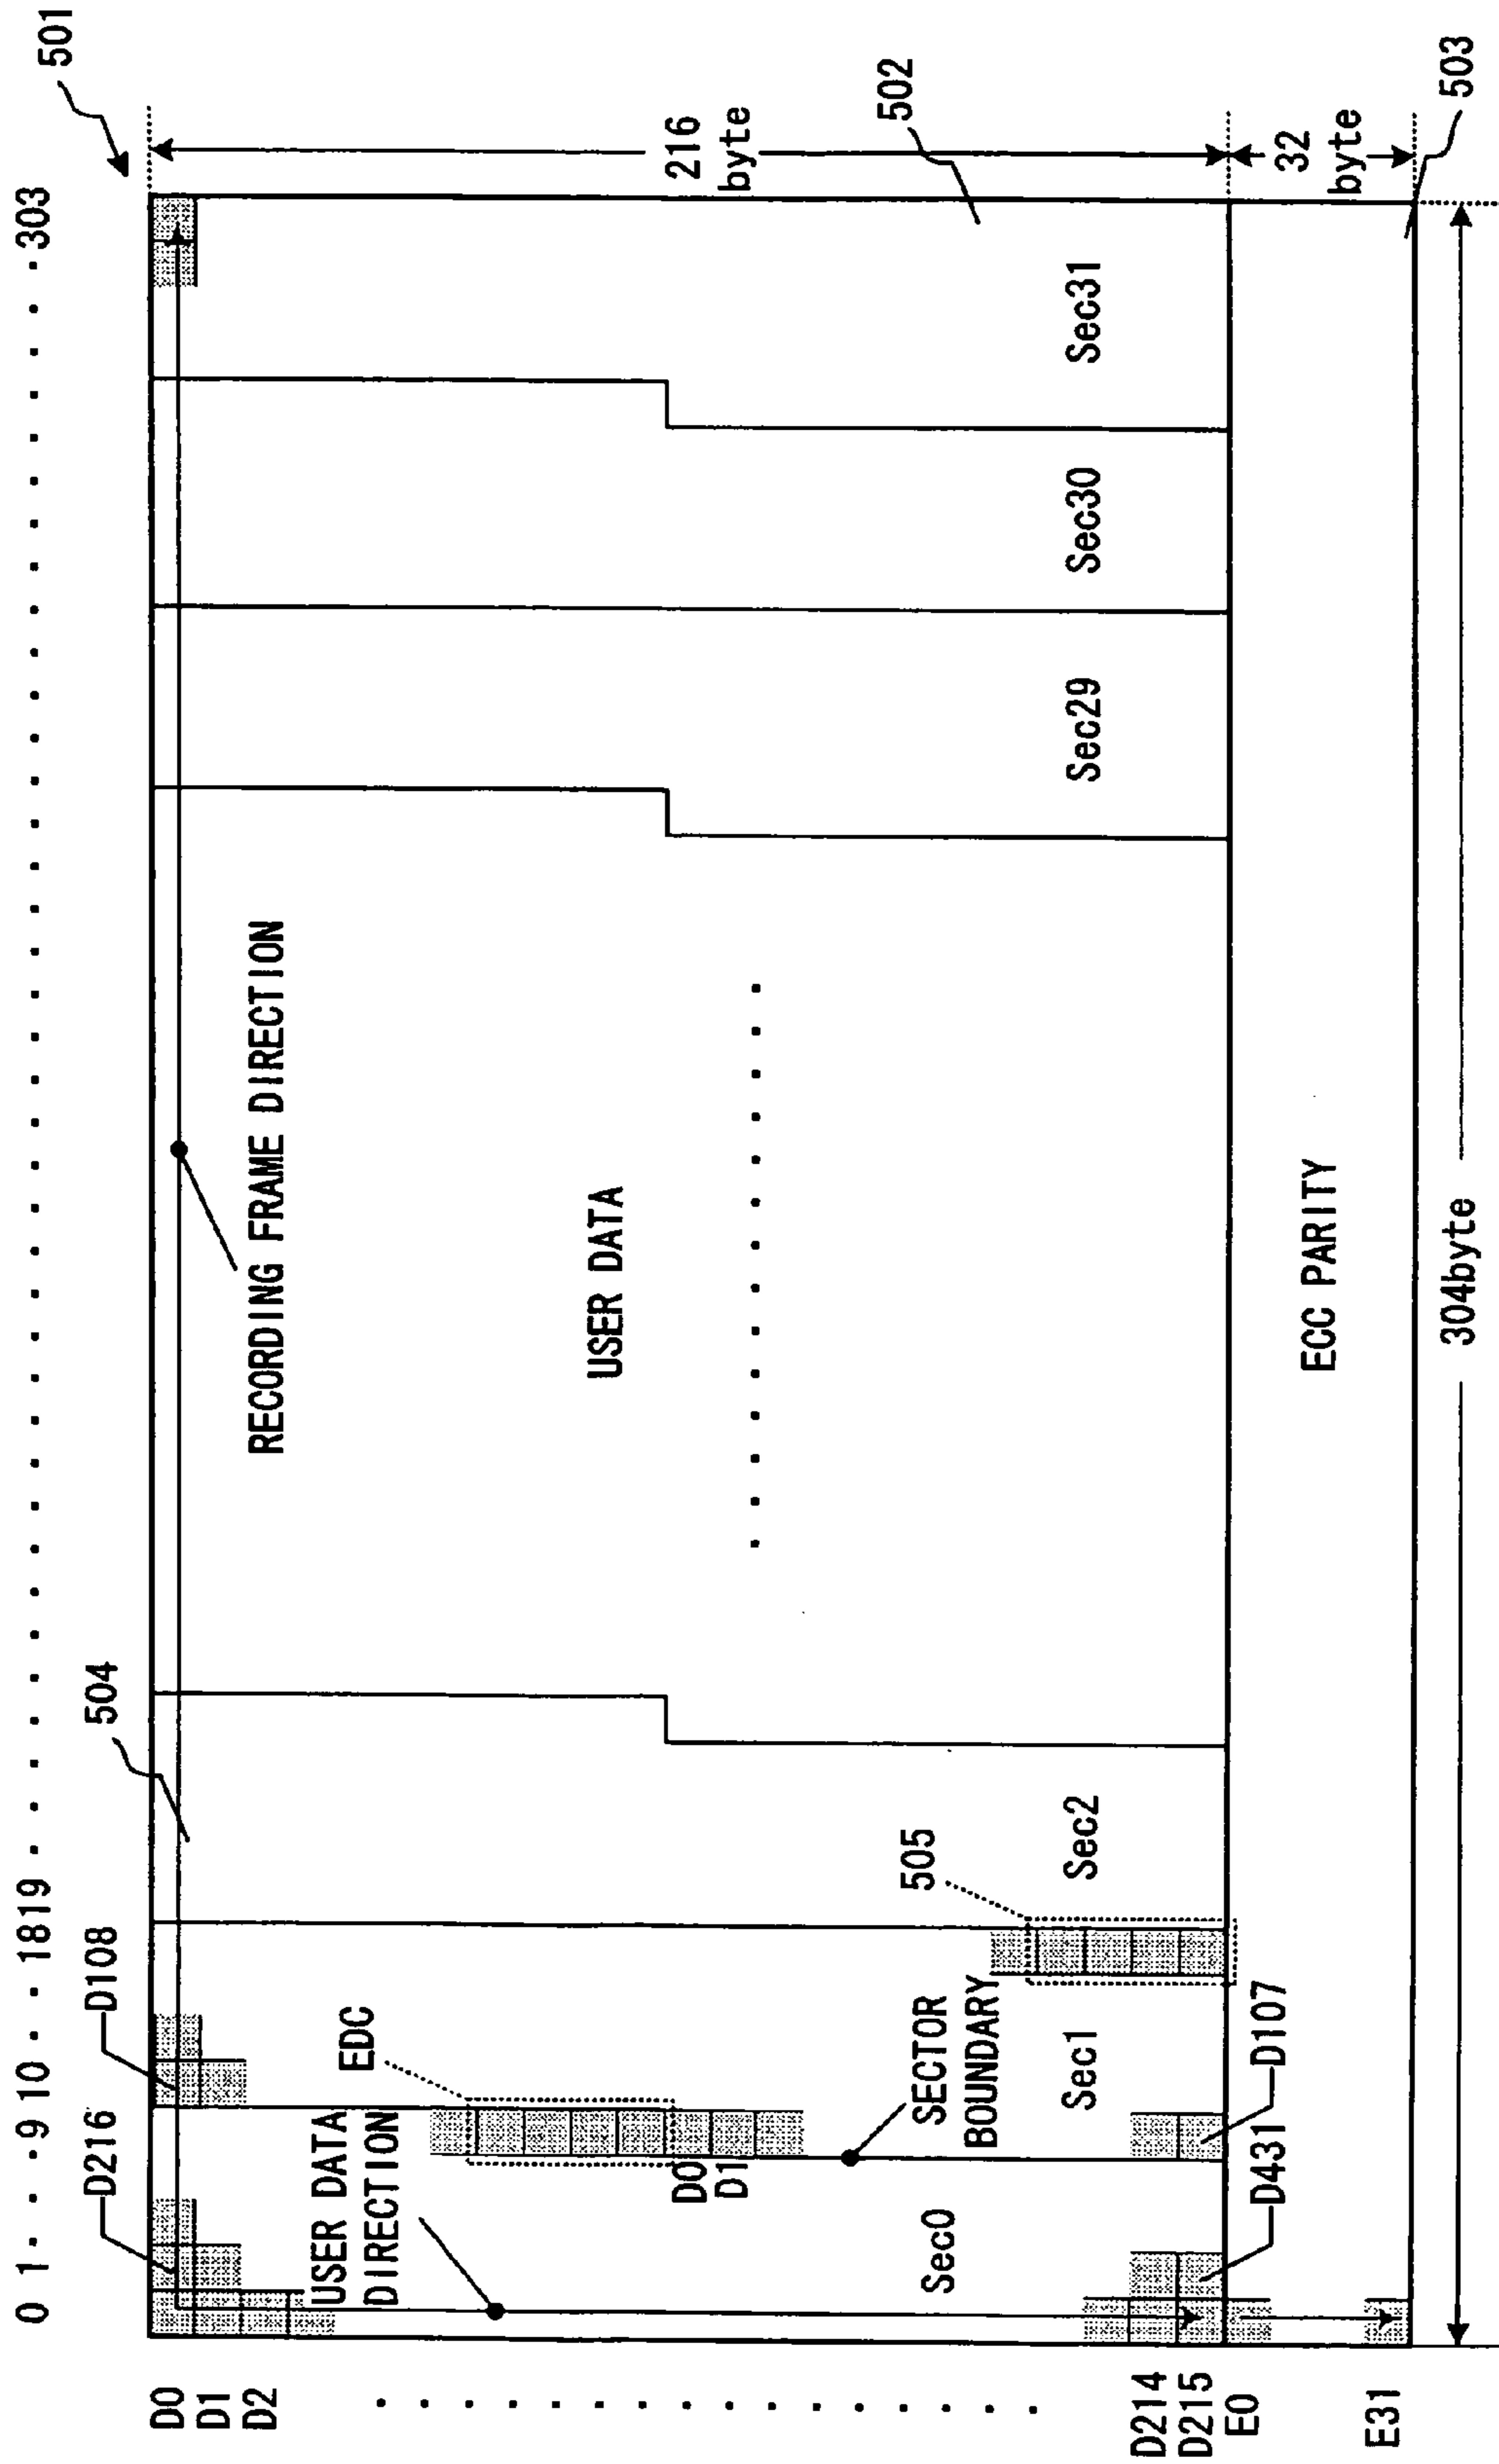 501
0 1 · · 9 10 · · 18 19 · · · 303
504
D108
D216
D0
D1
D2
RECORDING FRAME DIRECTION
216
byte
502
EDC
USER DATA
DIRECTION
USER DATA
D0
D1
SECTOR
BOUNDARY
505
Sec0
Sec1
Sec2
Sec29
Sec30
Sec31
D214
D215
E0
E31
D431
D107
ECC PARITY
32
byte
503
304byte